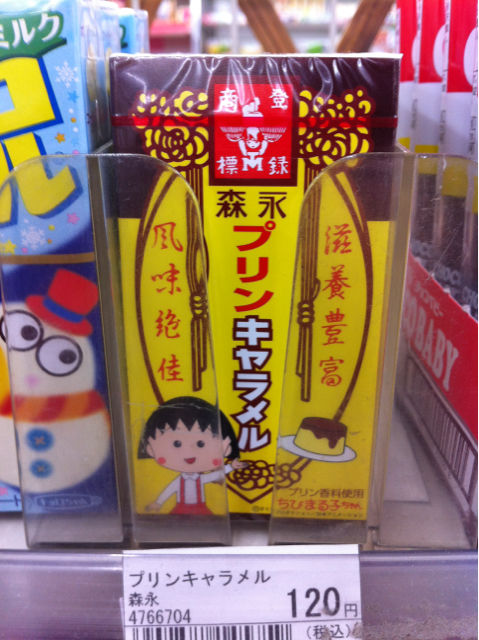 ミルク
商標
登録
森永
プリンキャラメル
風味絶佳
滋養豊富
プリン香料使用
ちびまる子ちゃん
BABY
プリンキャラメル
森永
4766704
120円
(税込)